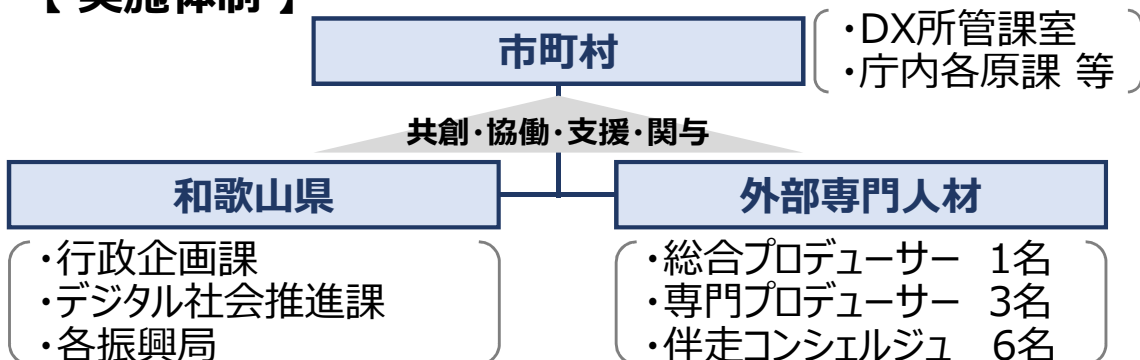 【 実施体制 】
市町村
・DX所管課室
・庁内各原課 等
共創・協働・支援・関与
和歌山県
外部専門人材
・行政企画課
・デジタル社会推進課
・各振興局
・総合プロデューサー 1名
・専門プロデューサー 3名
・伴走コンシェルジュ 6名